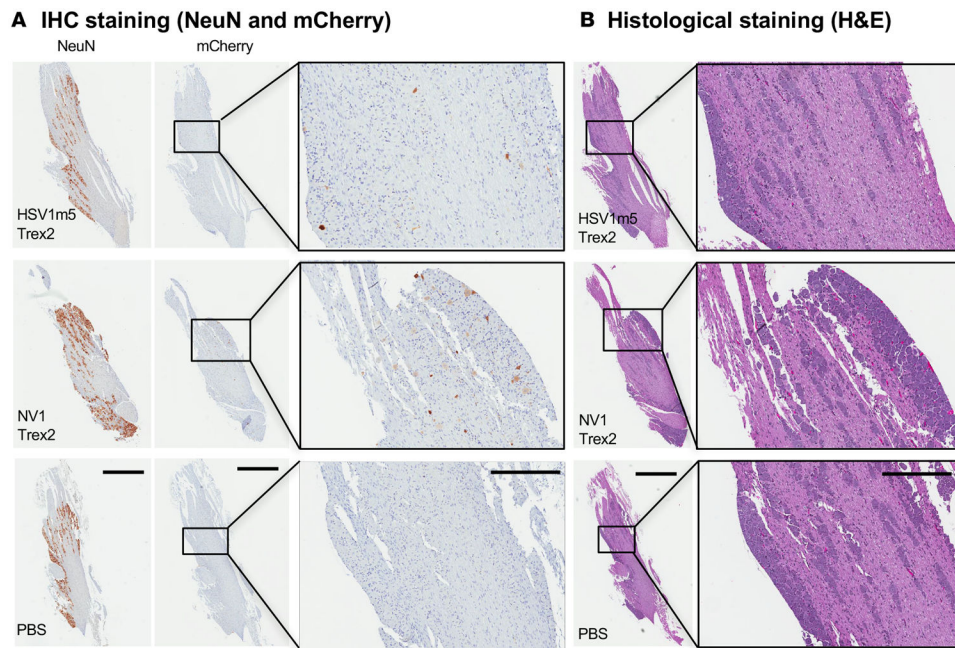 A IHC staining (NeuN and mCherry)
NeuN
mCherry
HSV1m5
Trex2
NV1
Trex2
PBS
B Histological staining (H&E)
HSV1m5
Trex2
NV1
Trex2
PBS